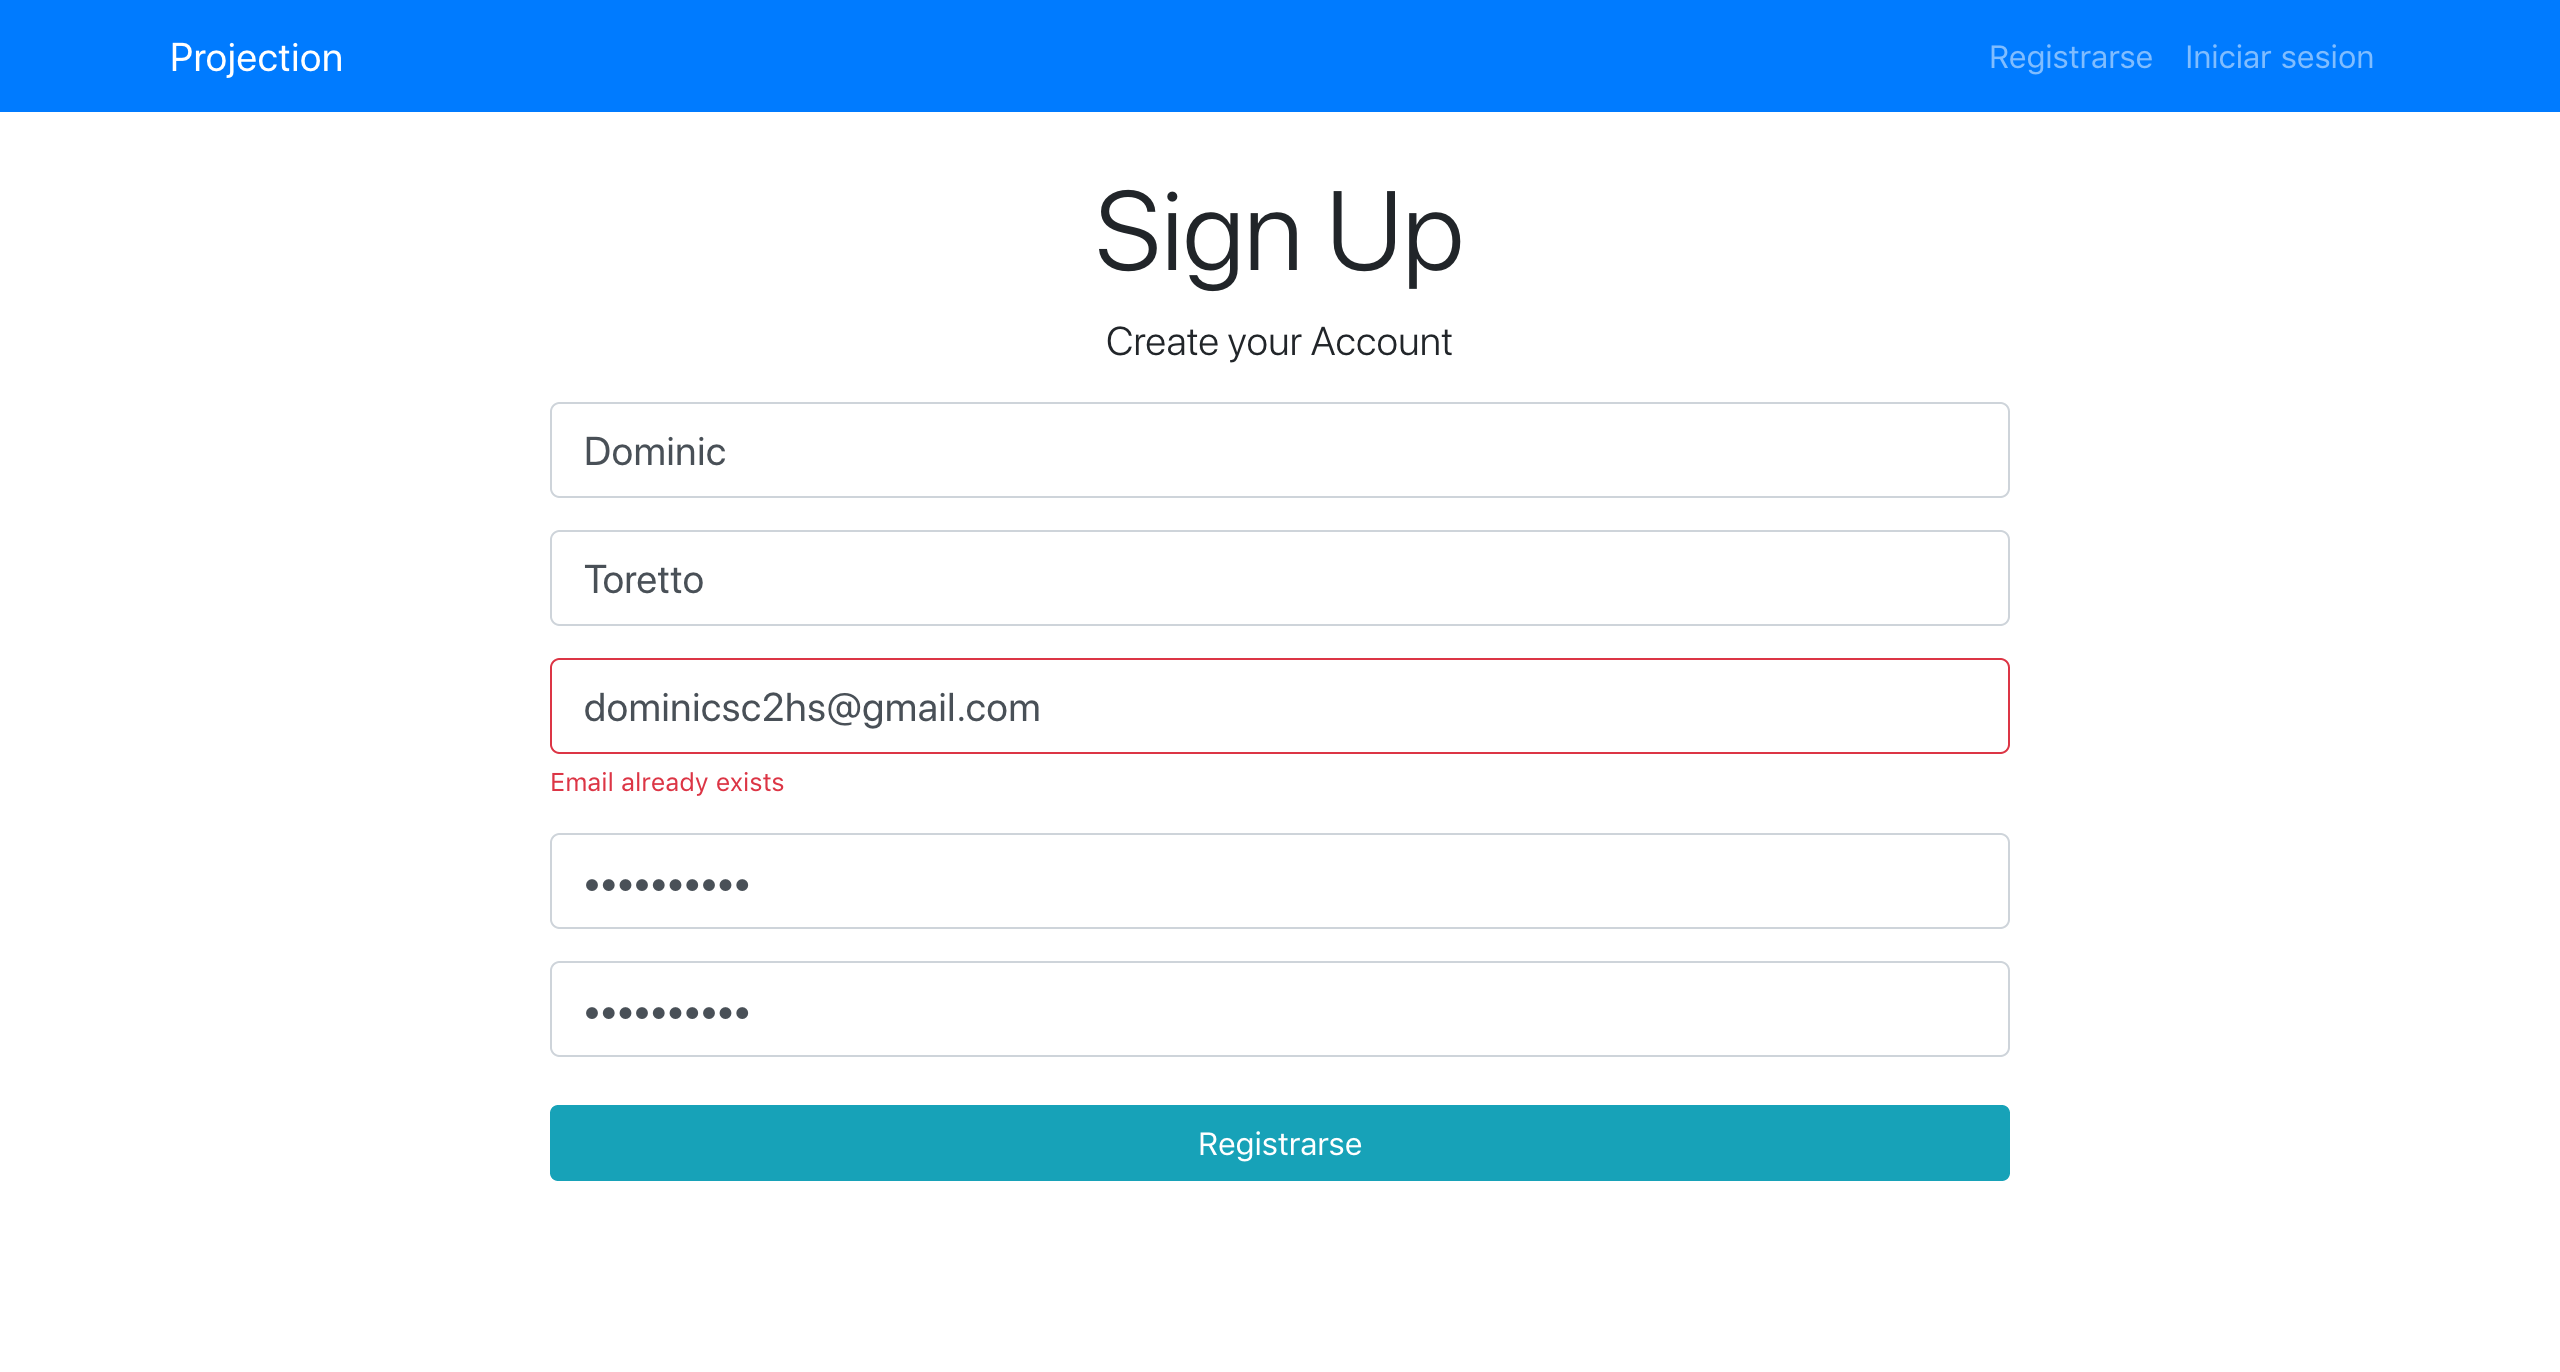 Projection
Registrarse
Iniciar sesion
Sign Up
Create your Account
Dominic
Toretto
dominicsc2hs@gmail.com
Email already exists
••••••••••
••••••••••
Registrarse